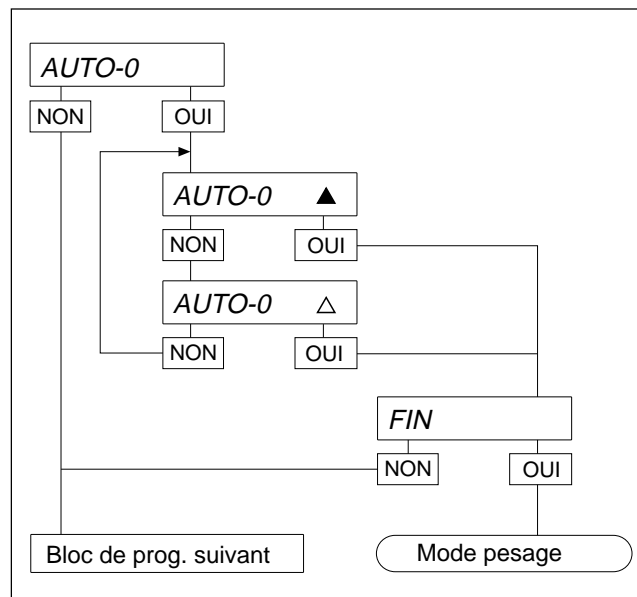 AUTO-0
NON OUI
AUTO-0 ▲
NON OUI
AUTO-0 △
NON OUI
FIN
NON OUI
Bloc de prog. suivant Mode pesage